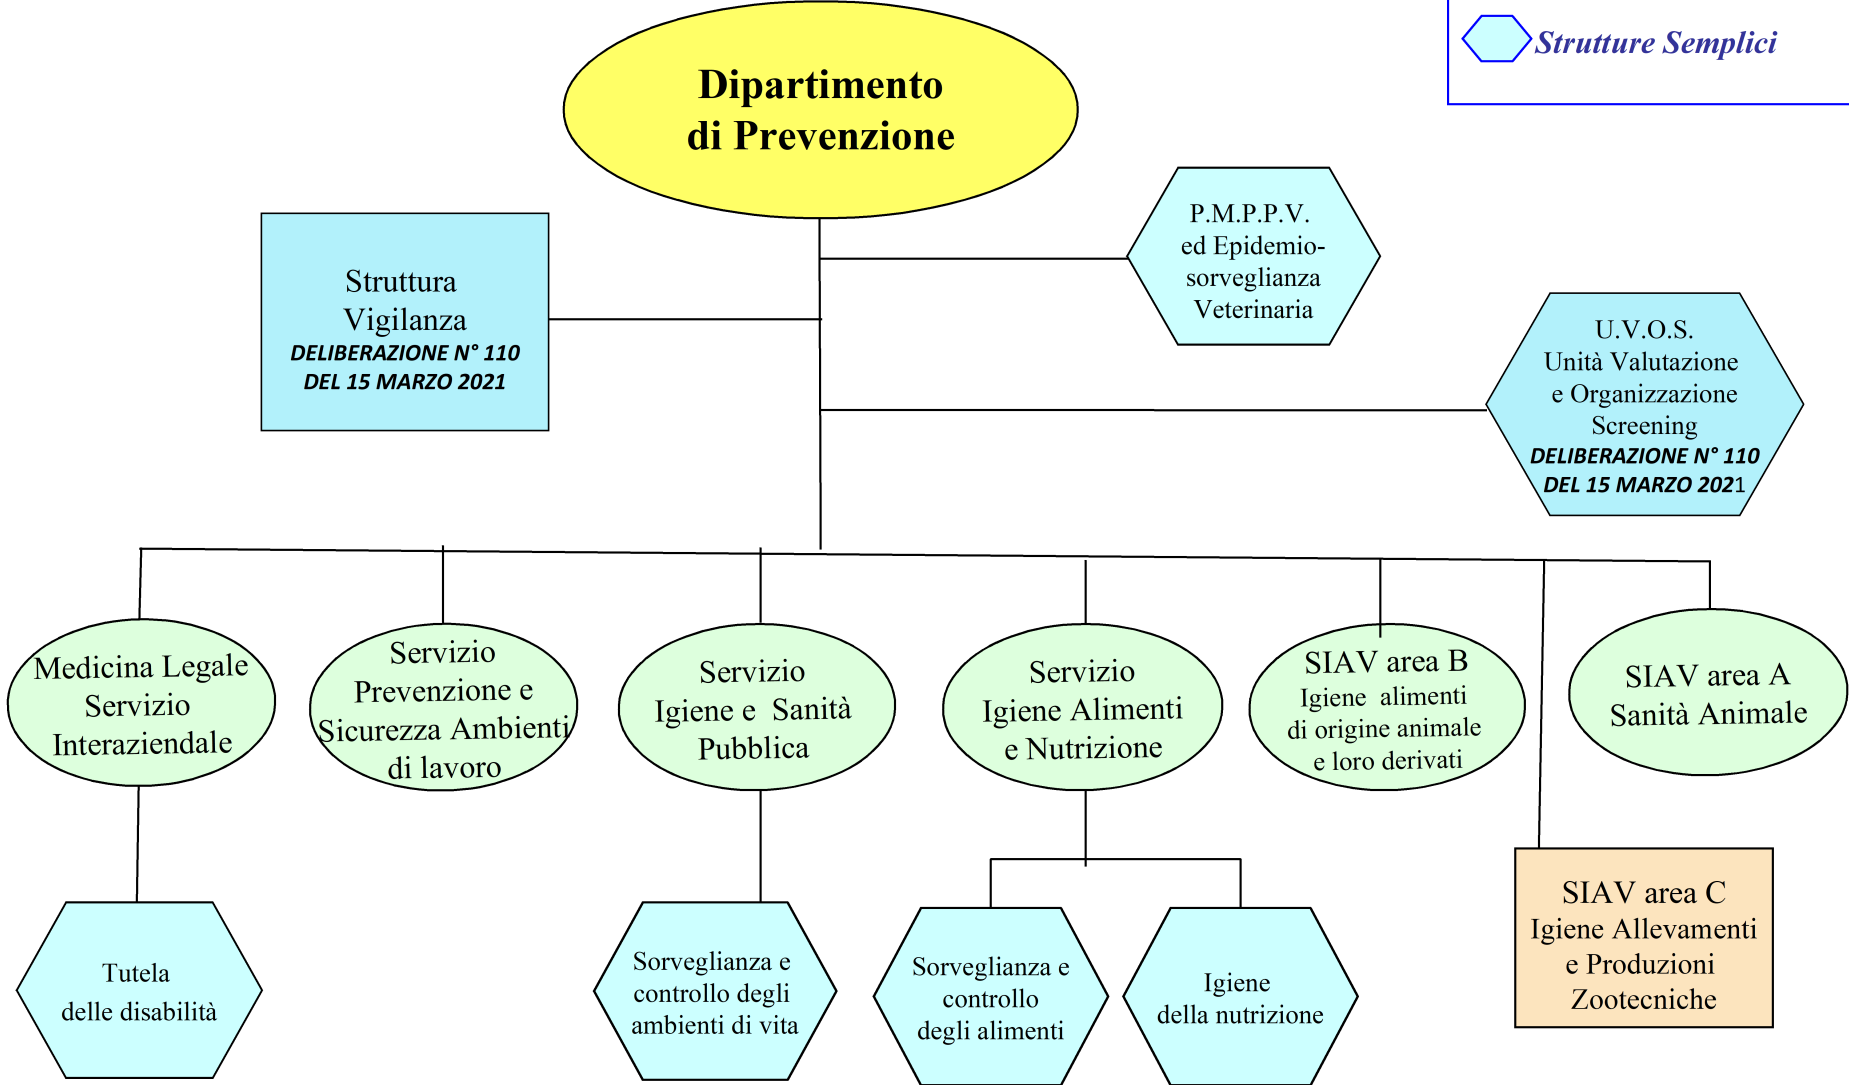 Strutture Semplici
Dipartimento
di Prevenzione
P.M.P.P.V.
ed Epidemio-
sorveglianza
Veterinaria
Struttura
Vigilanza
DELIBERAZIONE N° 110
DEL 15 MARZO 2021
U.V.O.S.
Unità Valutazione
e Organizzazione
Screening
DELIBERAZIONE N° 110
DEL 15 MARZO 2021
Medicina Legale
Servizio
Interaziendale
Servizio
Prevenzione e
Sicurezza Ambienti
di lavoro
Servizio
Igiene e Sanità
Pubblica
Servizio
Igiene Alimenti
e Nutrizione
SIAV area B
Igiene alimenti
di origine animale
e loro derivati
SIAV area A
Sanità Animale
SIAV area C
Igiene Allevamenti
e Produzioni
Zootecniche
Tutela
delle disabilità
Sorveglianza e
controllo degli
ambienti di vita
Sorveglianza e
controllo
degli alimenti
Igiene
della nutrizione